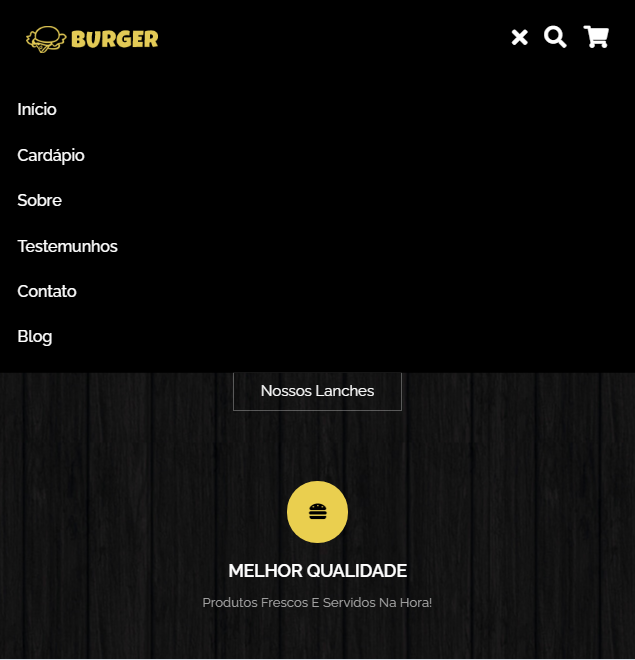 BURGER
Início
Cardápio
Sobre
Testemunhos
Contato
Blog
Nossos Lanches
MELHOR QUALIDADE
Produtos Frescos E Servidos Na Hora!